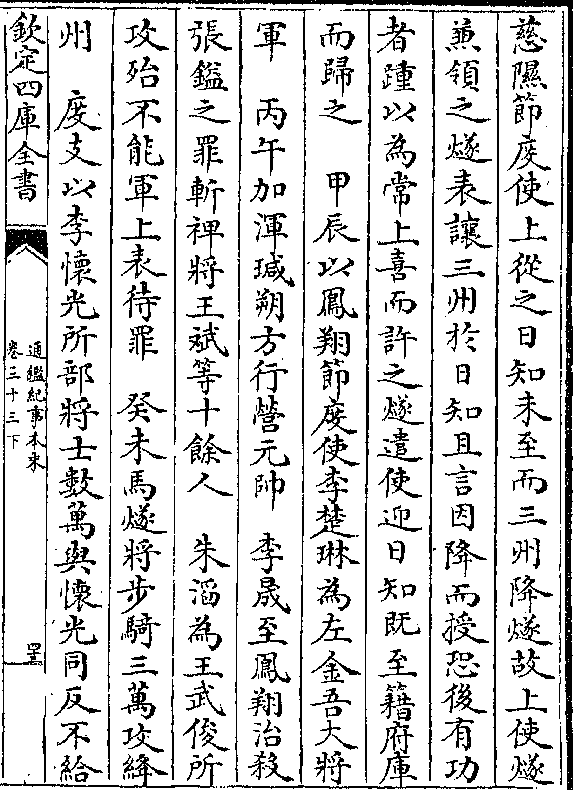 慈隰節度使上從之日知未至而三州降燧故上使燧
兼領之燧表讓三州於日知且言因降而授恐後有功
者踵以為常上喜而許之燧遣使迎日知既至籍府庫
而歸之　甲辰以鳳翔節度使李楚琳為左金吾大將
軍　丙午加渾瑊朔方行營元帥　李晟至鳳翔治殺
張鎰之罪斬裨將王斌等十餘人　朱滔為王武俊所
攻殆不能軍上表待罪　癸未馬燧將步騎三萬攻絳
州　度支以李懷光所部將士數萬與懷光同反不給
欽定四庫全書
通鑑紀事本末
卷三十三下